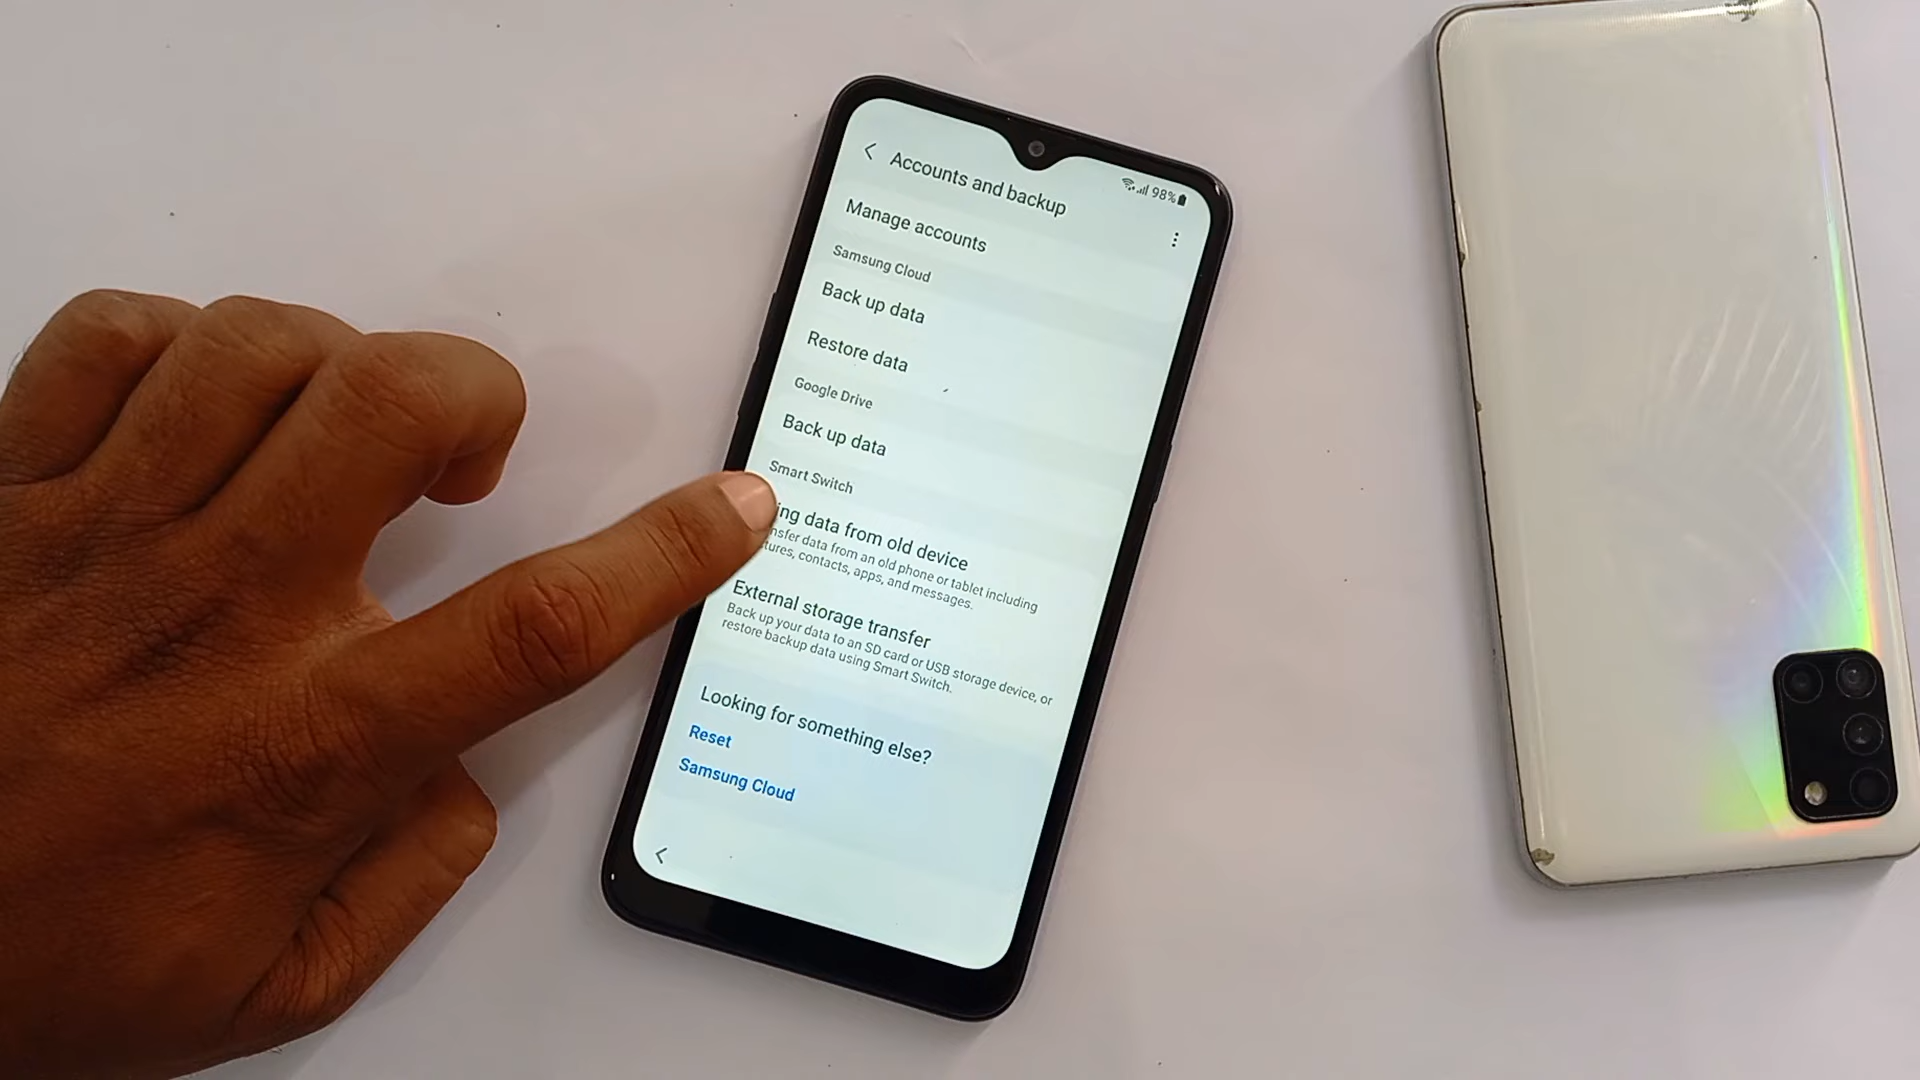 Accounts and backup
98%
Manage accounts
Samsung Cloud
Back up data
Restore data
Google Drive
Back up data
Smart Switch
data from old device
data from an old phone or tablet including
contacts, apps, and messages.
External storage transfer
Back up your data to an SD card or USB storage device, or
restore backup data using Smart Switch.
Looking for something else?
Reset
Samsung Cloud